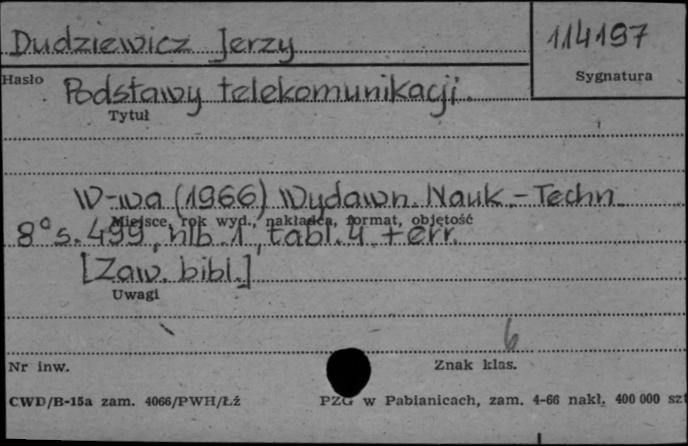 Dudziewicz Jerzy
114197
Hasło
Sygnatura
Podstawy telekomunikacji.
Tytuł
W-wa (1966) Wydawn. Nauk.-Techn.
Miejsce, rok wyd., nakładca, format, objętość
8° s. 499, nlb. 1, tabl. 4 + err.
[Zaw. bibl.]
Uwagi
6
Nr inw.
Znak klas.
CWD/B-15a zam. 4066/PWH/Łż
PZG w Pabianicach, zam. 4-66 nakł. 400 000 szt